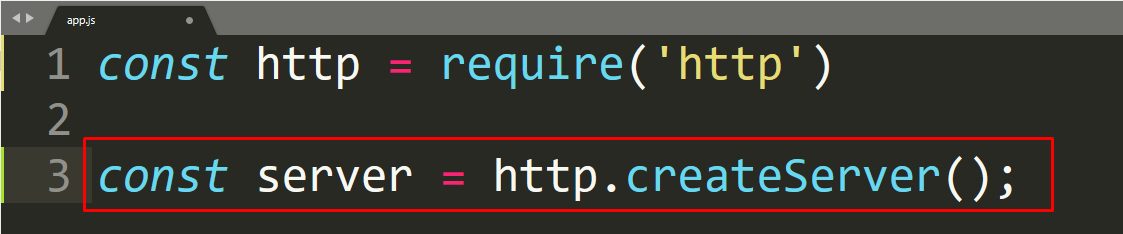 app.js
1 const http = require('http')
2
3 const server = http.createServer();